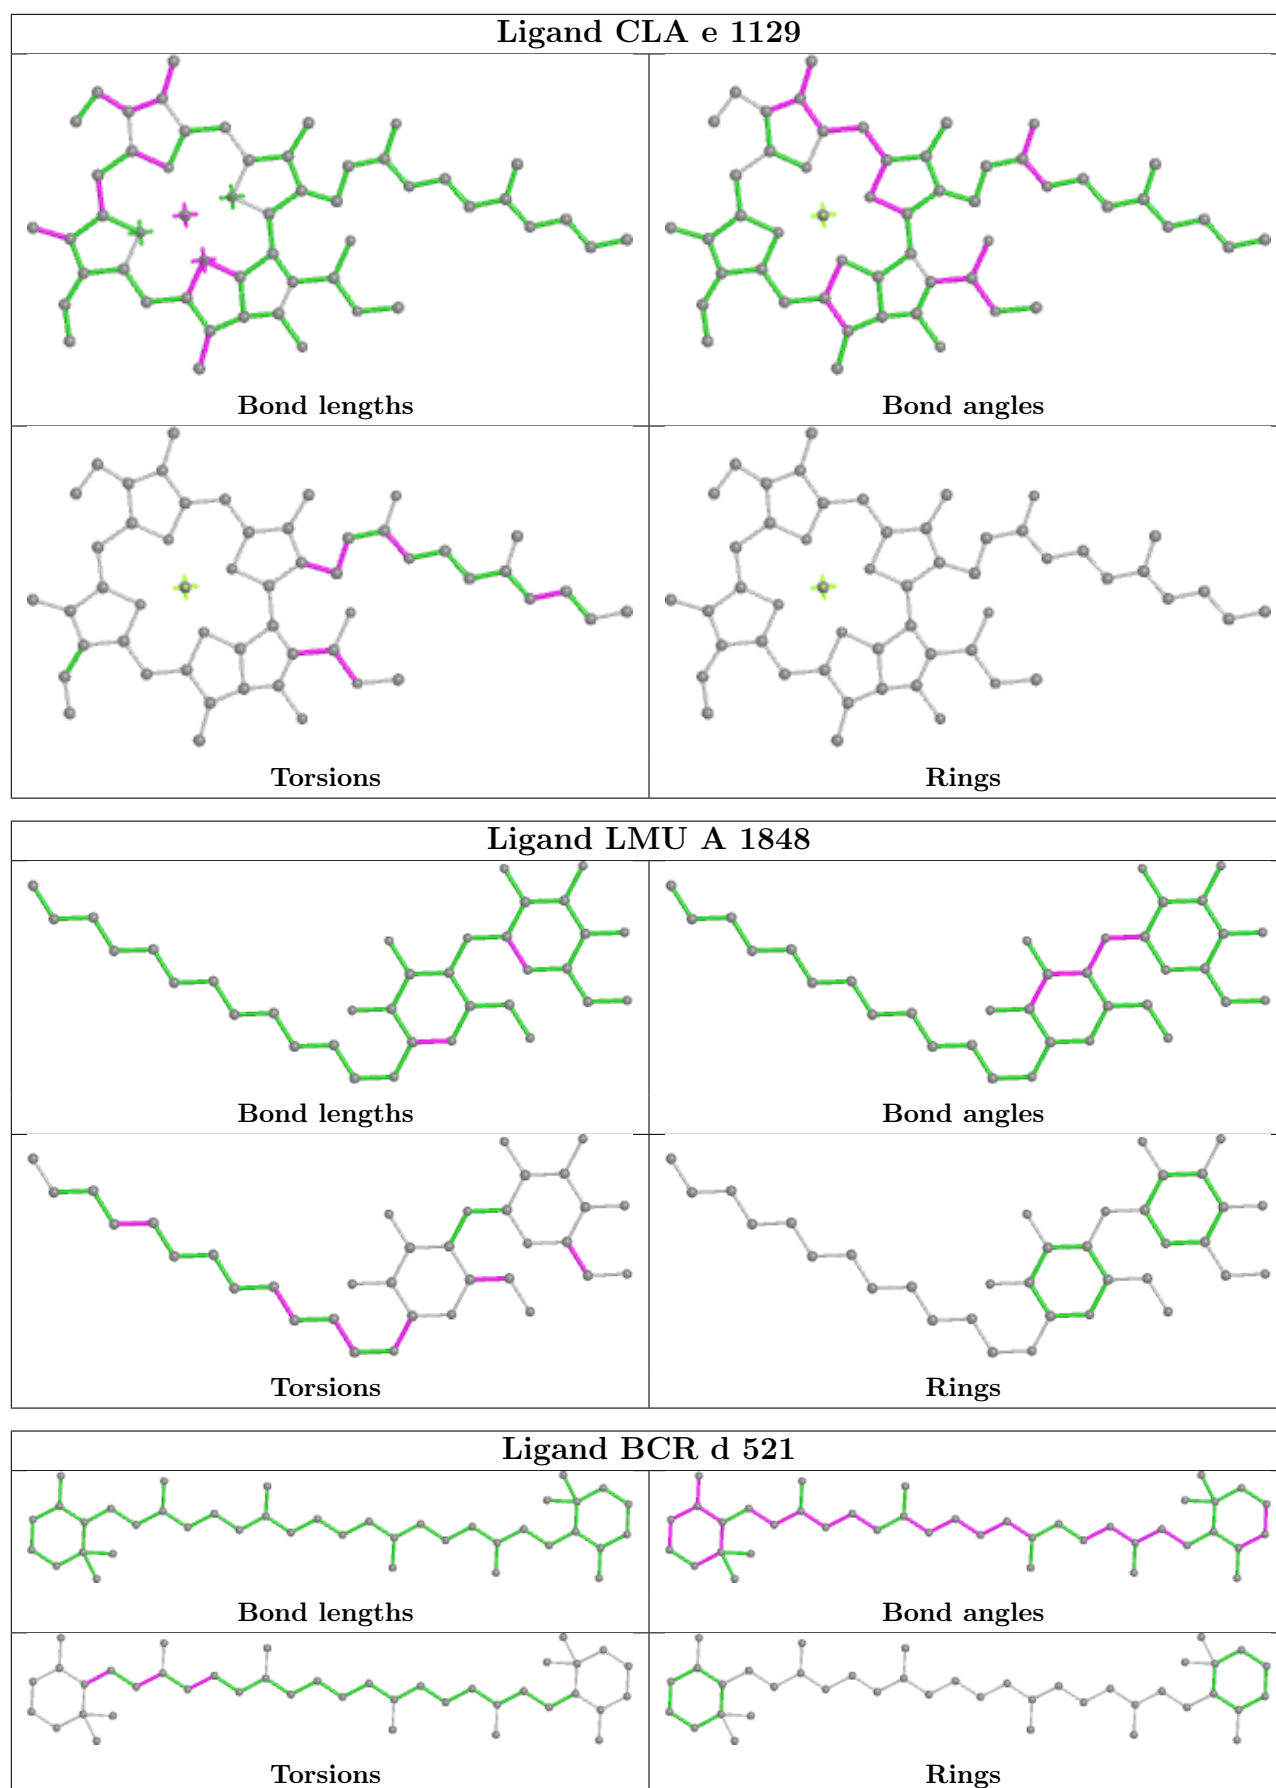 Ligand CLA e 1129
Bond lengths
Bond angles
Torsions
Rings
Ligand LMU A 1848
Bond lengths
Bond angles
Torsions
Rings
Ligand BCR d 521
Bond lengths
Bond angles
Torsions
Rings